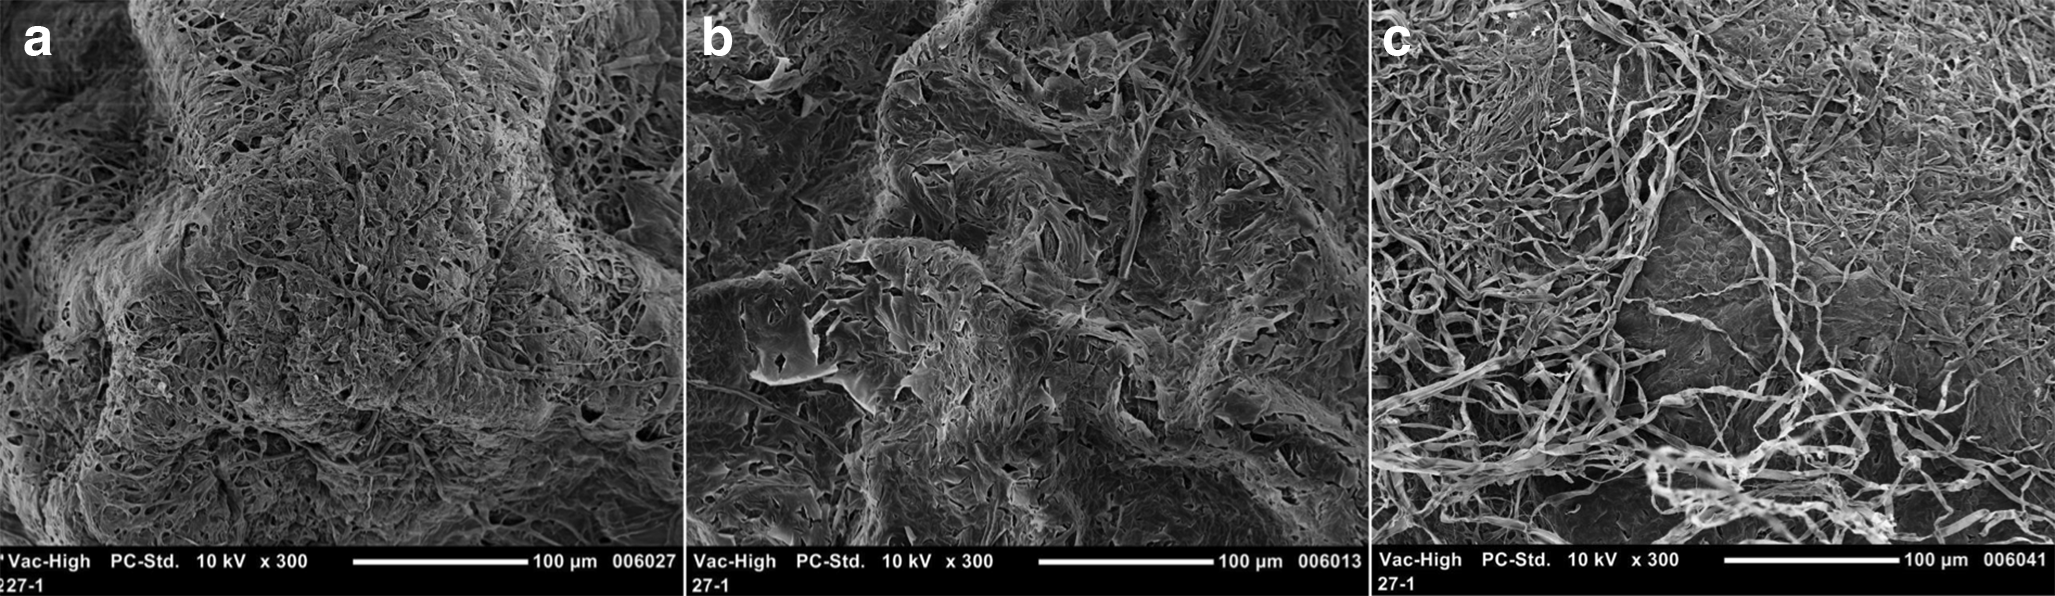 a
b
c
Vac-High PC-Std. 10 kV x 300 100 µm 006027
227-1
Vac-High PC-Std. 10 kV x 300 100 µm 006013
27-1
Vac-High PC-Std. 10 kV x 300 100 µm 006041
27-1